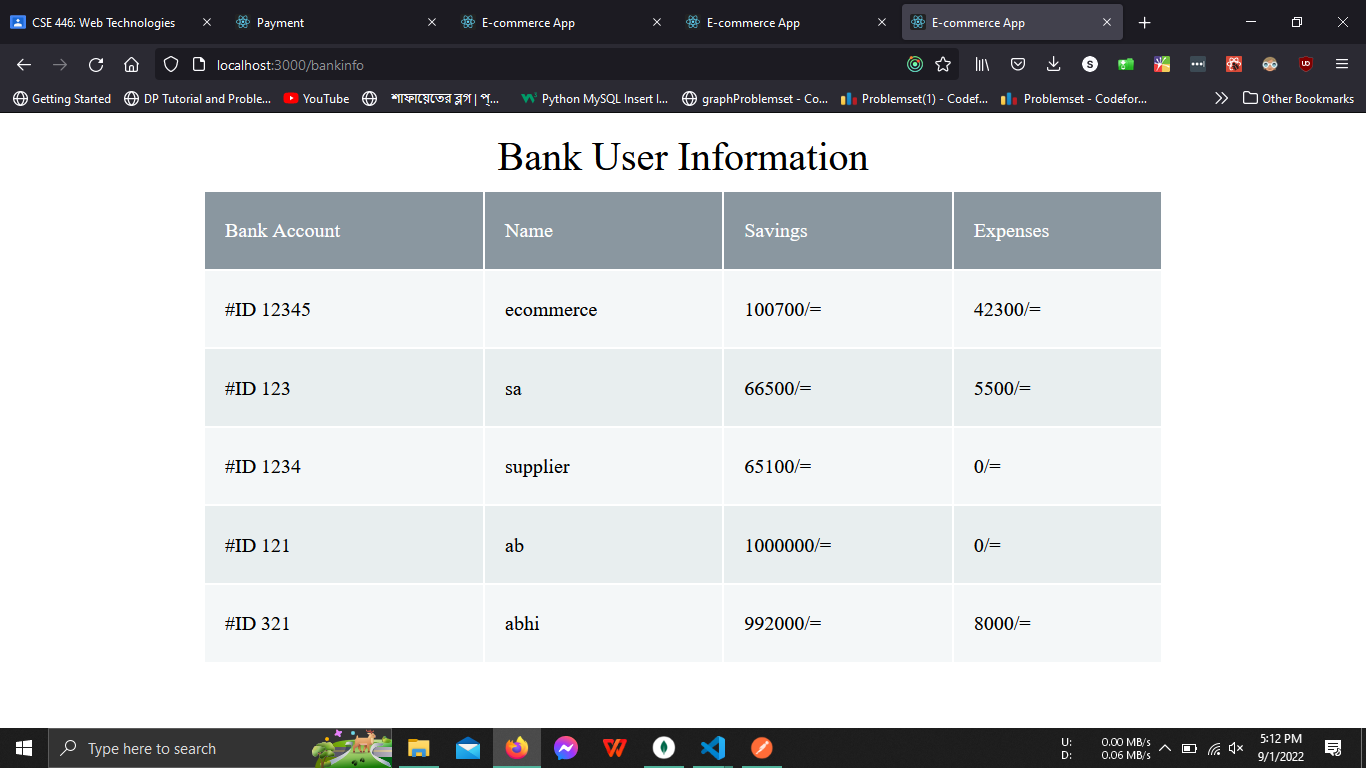 CSE 446: Web Technologies
Payment
E-commerce App
E-commerce App
E-commerce App
localhost:3000/bankinfo
S
UD
Getting Started
DP Tutorial and Proble...
YouTube
শাফায়েতের ব্লগ | প্...
Python MySQL Insert I...
graphProblemset - Co...
Problemset(1) - Codef...
Problemset - Codefor...
Other Bookmarks
Bank User Information
Bank Account Name Savings Expenses
#ID 12345 ecommerce 100700/= 42300/=
#ID 123 sa 66500/= 5500/=
#ID 1234 supplier 65100/= 0/=
#ID 121 ab 1000000/= 0/=
#ID 321 abhi 992000/= 8000/=
Type here to search
U: 0.00 MB/s
D: 0.06 MB/s
5:12 PM
9/1/2022